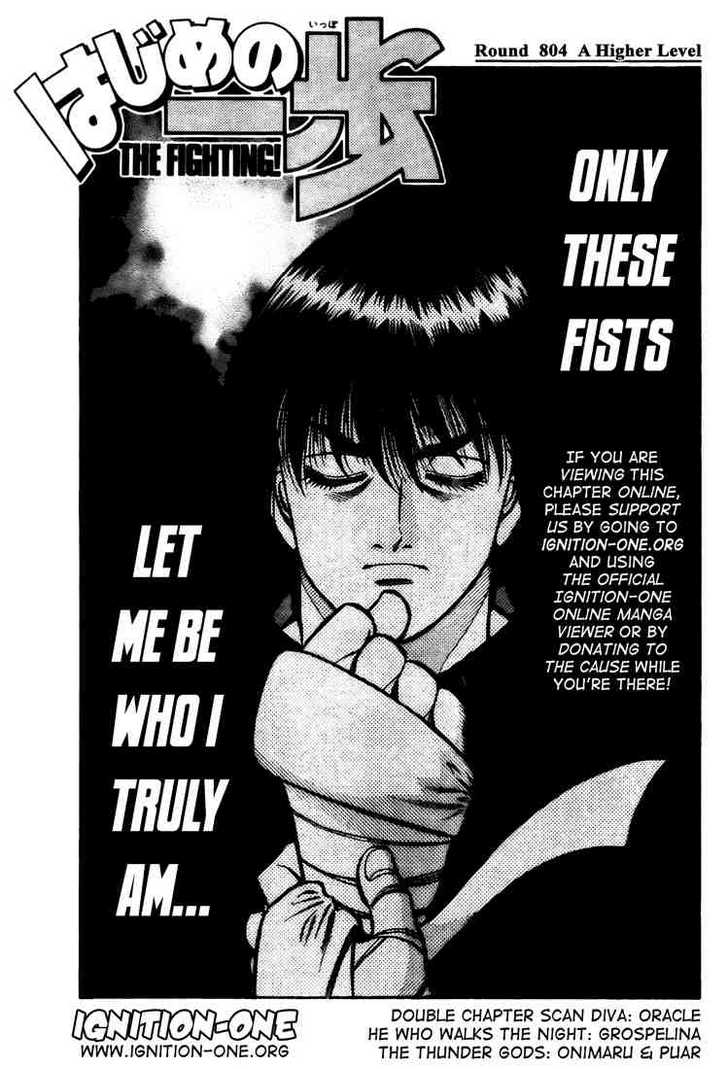 はじめの一歩
いっぽ
THE FIGHTING!
Round 804 A Higher Level
ONLY
THESE
FISTS
IF YOU ARE
VIEWING THIS
CHAPTER ONLINE,
PLEASE SUPPORT
US BY GOING TO
IGNITION-ONE.ORG
AND USING
THE OFFICIAL
IGNITION-ONE
ONLINE MANGA
VIEWER OR BY
DONATING TO
THE CAUSE WHILE
YOU'RE THERE!
LET
ME BE
WHO I
TRULY
AM...
IGNITION-ONE
WWW.IGNITION-ONE.ORG
DOUBLE CHAPTER SCAN DIVA: ORACLE
HE WHO WALKS THE NIGHT: GROSPELINA
THE THUNDER GODS: ONIMARU & PUAR